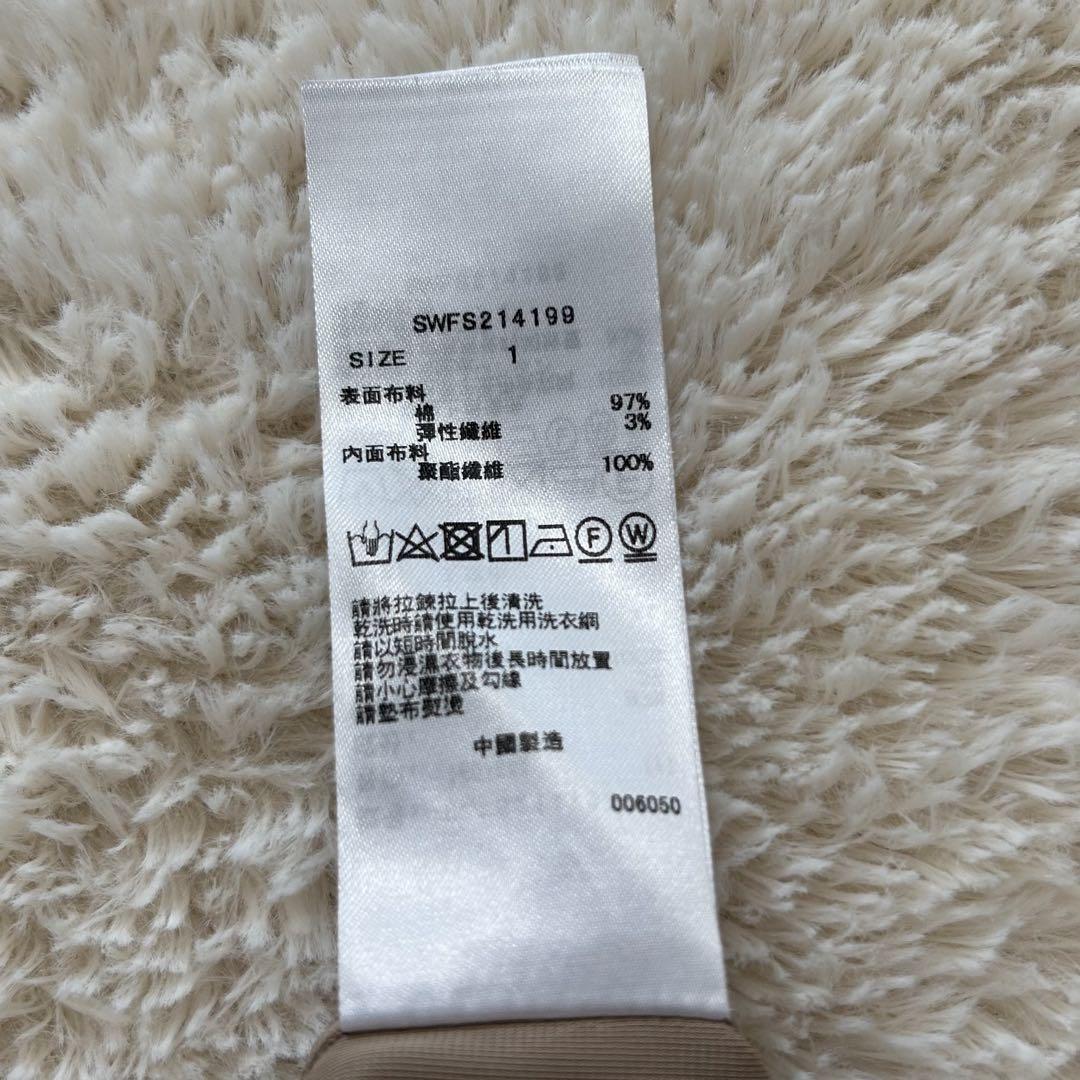 SWFS214199
SIZE 1
表面布料
棉 97%
彈性纖維 3%
內面布料
聚酯纖維 100%
F W
請將拉鍊拉上後清洗
乾洗時請使用乾洗用洗衣網
請以短時間脫水
請勿浸濕衣物後長時間放置
請小心摩擦及勾線
請墊布熨燙
中國製造
006050